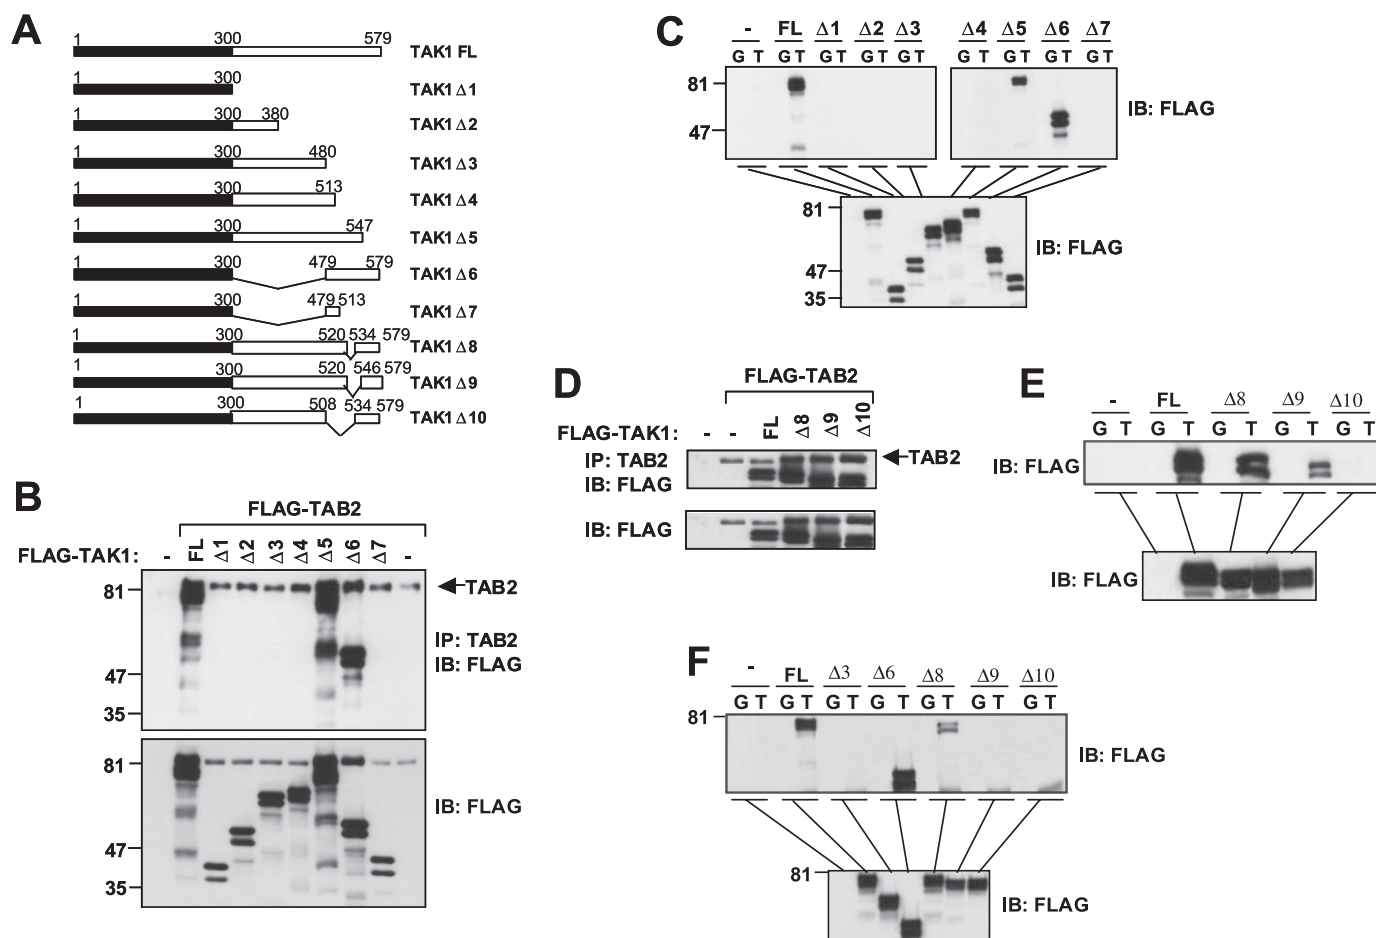 A
1 300 579 TAK1 FL
1 300 TAK1 Δ1
1 300 380 TAK1 Δ2
1 300 480 TAK1 Δ3
1 300 513 TAK1 Δ4
1 300 547 TAK1 Δ5
1 300 479 579 TAK1 Δ6
1 300 479 513 TAK1 Δ7
1 300 520 534 579 TAK1 Δ8
1 300 520 546 579 TAK1 Δ9
1 300 508 534 579 TAK1 Δ10
B
FLAG-TAB2
FLAG-TAK1: - FL Δ1 Δ2 Δ3 Δ4 Δ5 Δ6 Δ7 -
81
TAB2
IP: TAB2
IB: FLAG
47
35
81
IB: FLAG
47
35
C
- FL Δ1 Δ2 Δ3 Δ4 Δ5 Δ6 Δ7
G T G T G T G T G T G T G T G T G T
81
IB: FLAG
47
81
IB: FLAG
47
35
D
FLAG-TAB2
FLAG-TAK1: - - FL Δ8 Δ9 Δ10
IP: TAB2
TAB2
IB: FLAG
IB: FLAG
E
- FL Δ8 Δ9 Δ10
G T G T G T G T G T
IB: FLAG
IB: FLAG
F
- FL Δ3 Δ6 Δ8 Δ9 Δ10
G T G T G T G T G T G T G T
81
IB: FLAG
81
IB: FLAG